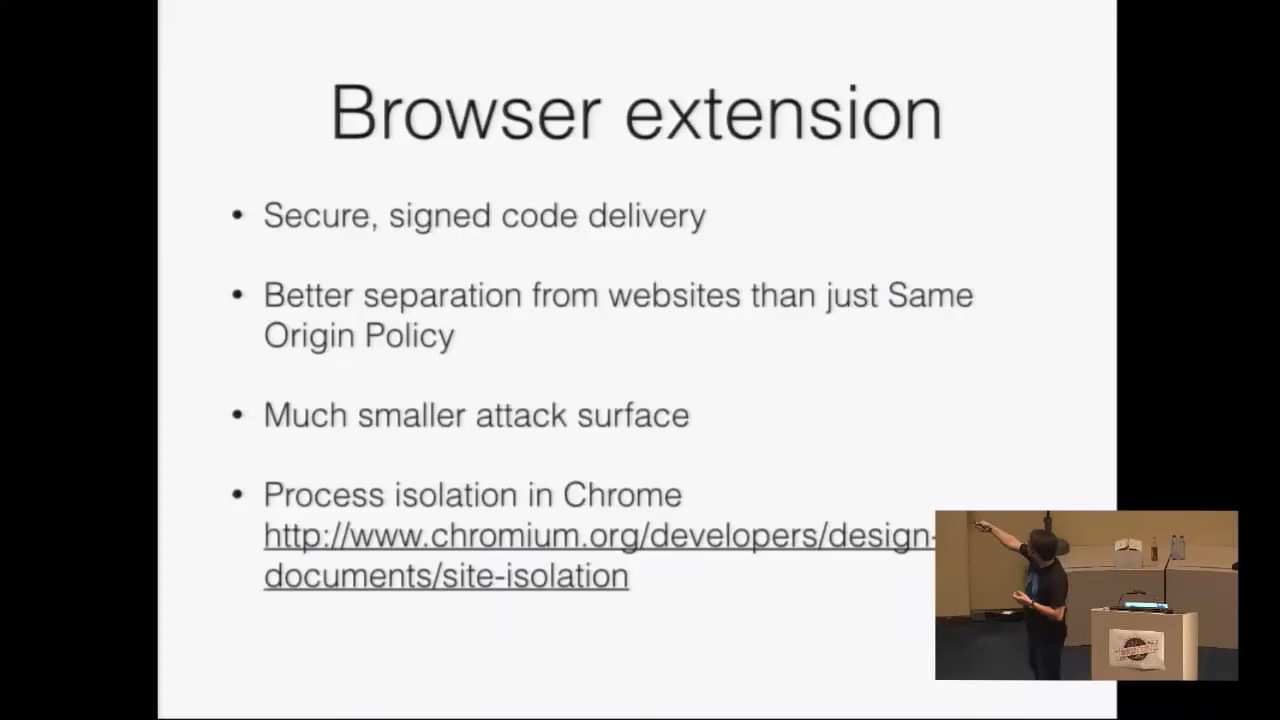 Browser extension
• Secure, signed code delivery
• Better separation from websites than just Same
Origin Policy
• Much smaller attack surface
• Process isolation in Chrome
http://www.chromium.org/developers/design-
documents/site-isolation